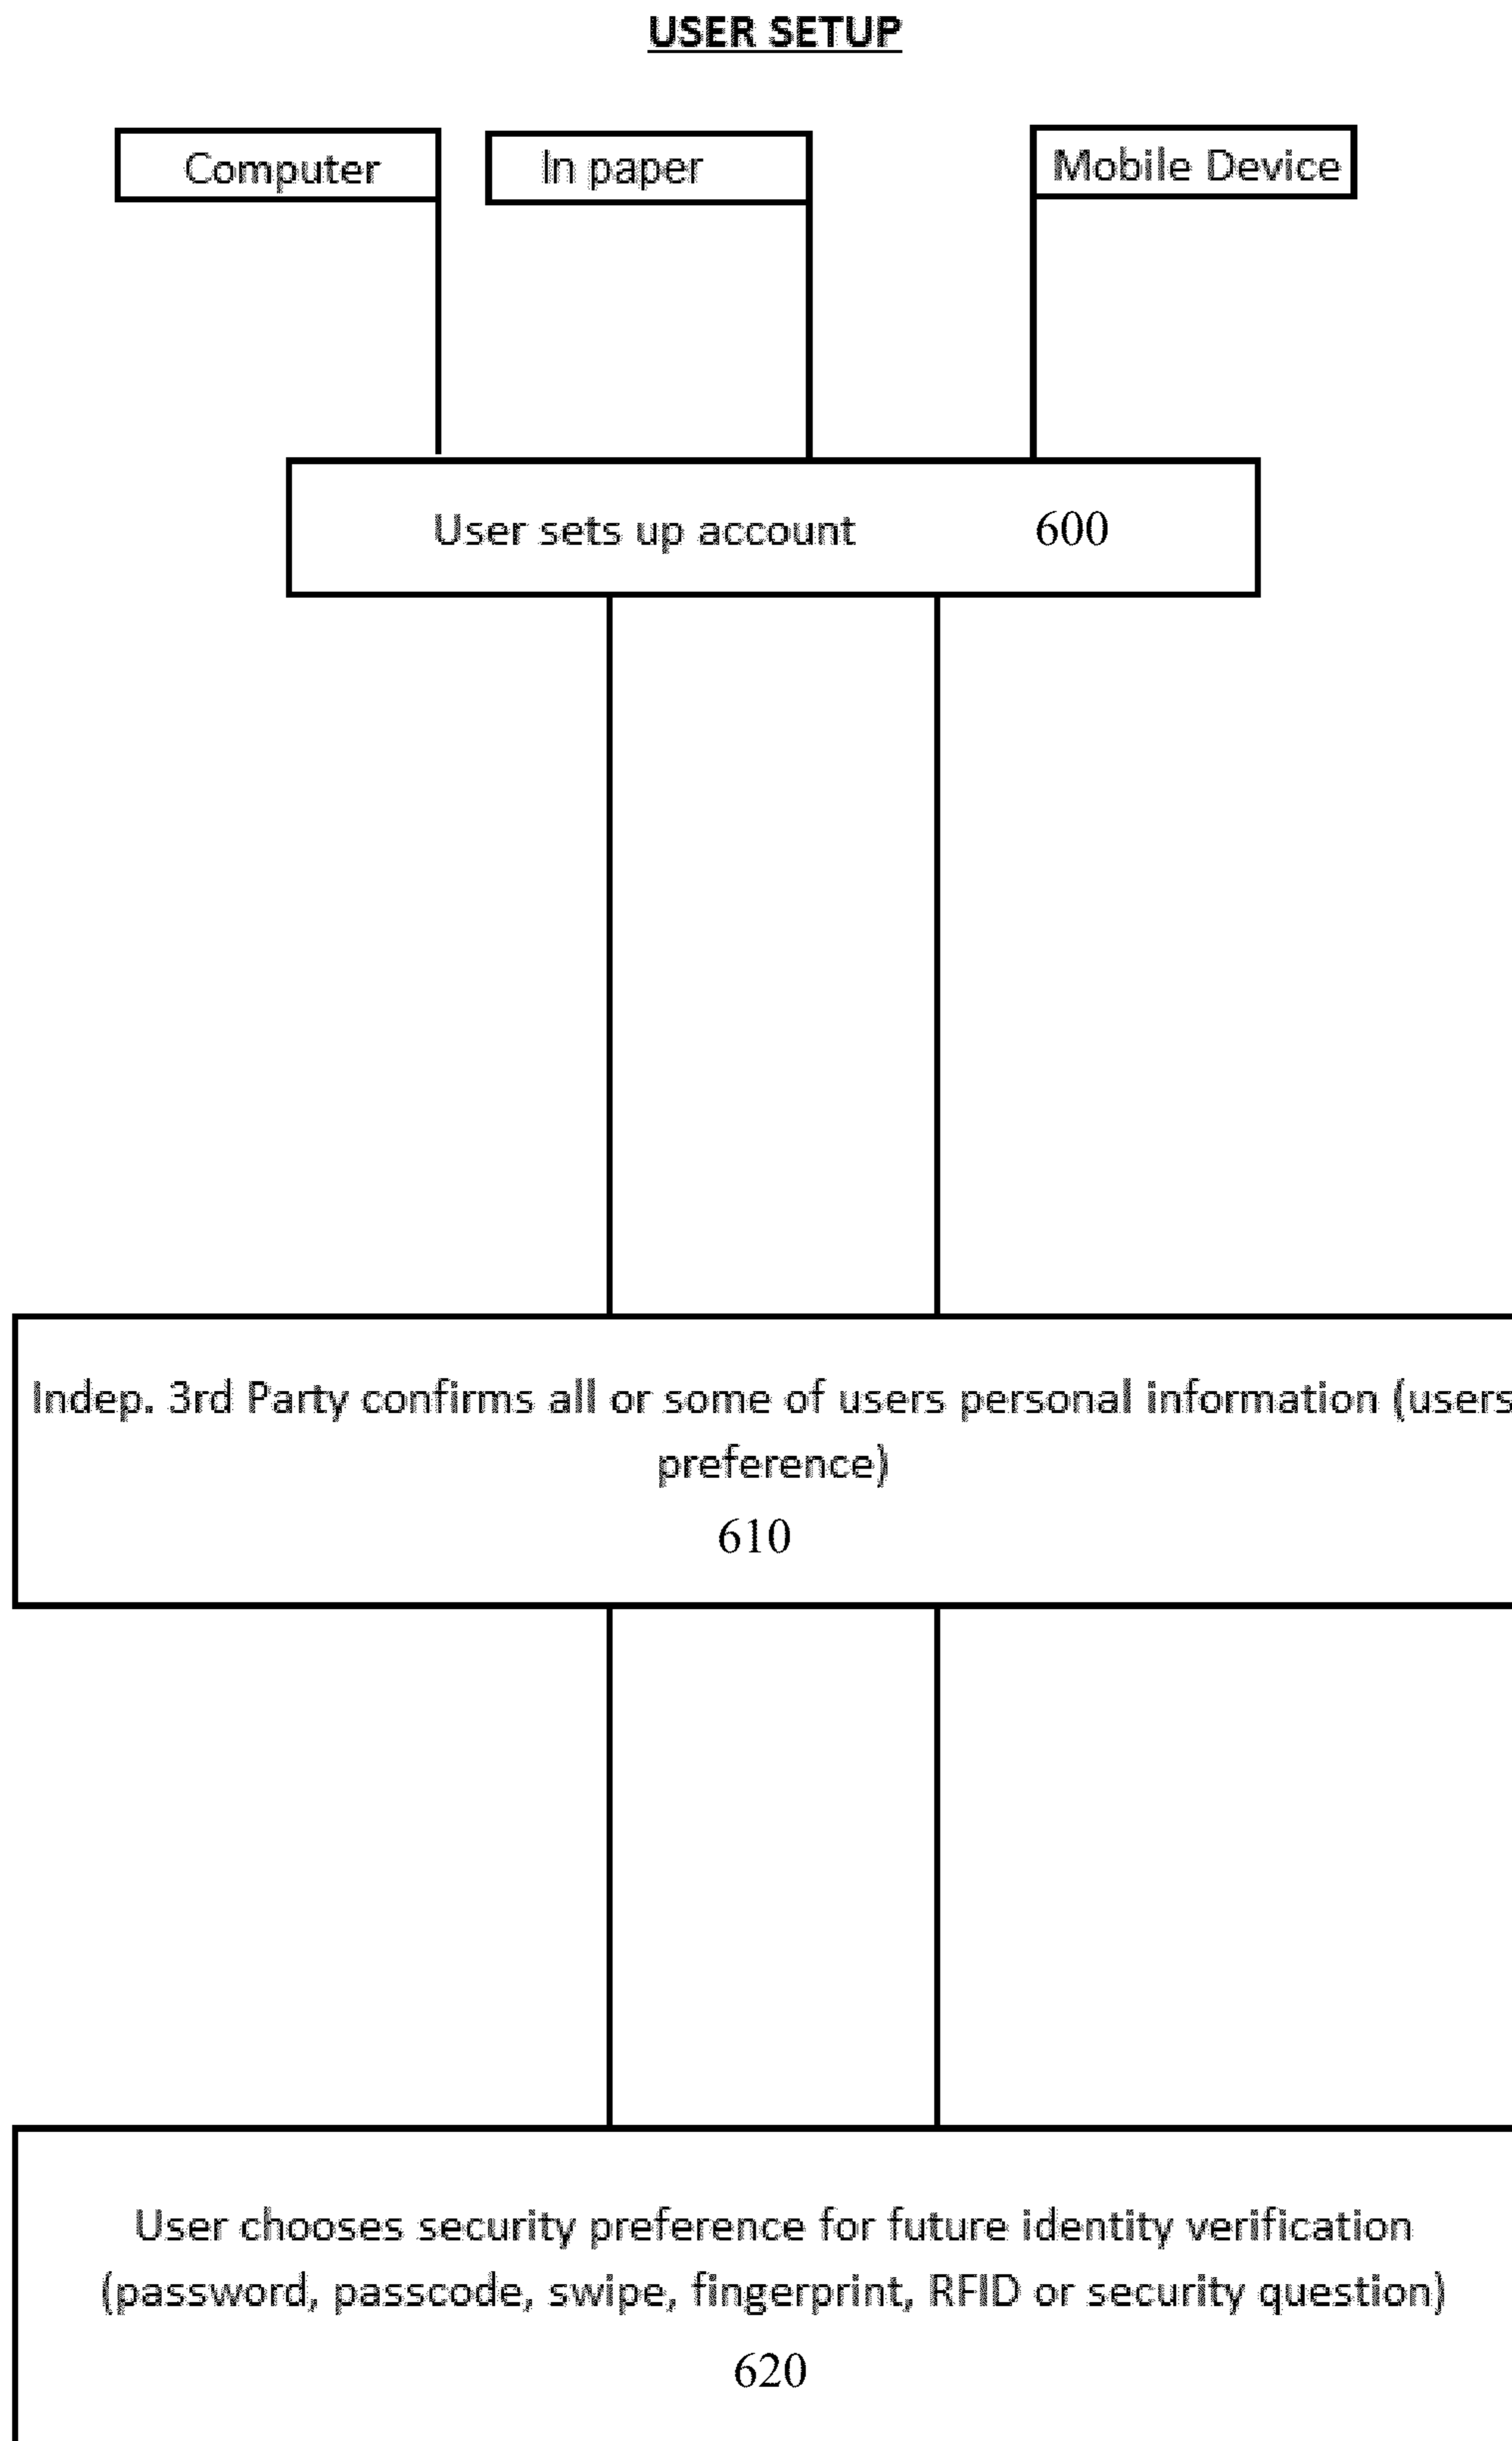 USER SETUP
Computer
In paper
Mobile Device
User sets up account 600
Indep. 3rd Party confirms all or some of users personal information (users
preference)
610
User chooses security preference for future identity verification
(password, passcode, swipe, fingerprint, RFID or security question)
620